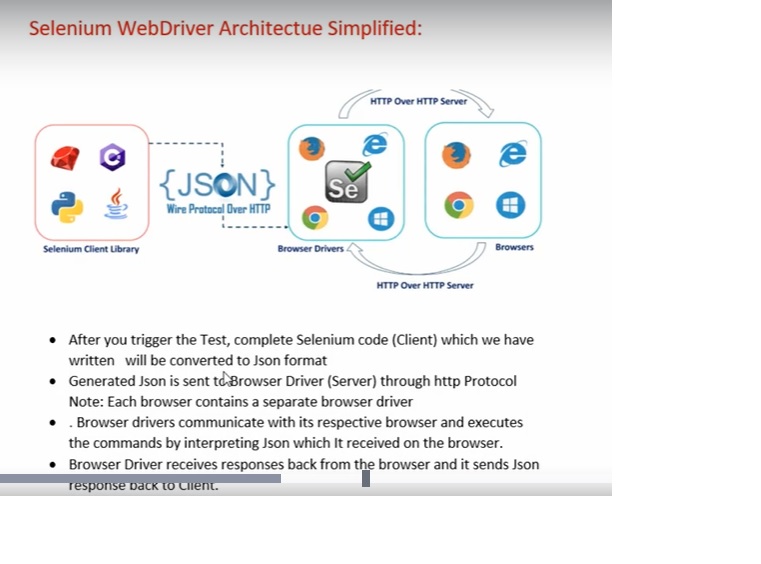 Selenium WebDriver Architectue Simplified:
HTTP Over HTTP Server
{JSON}
Wire Protocol Over HTTP
Se
Selenium Client Library
Browser Drivers
Browsers
HTTP Over HTTP Server
• After you trigger the Test, complete Selenium code (Client) which we have
written will be converted to Json format
• Generated Json is sent to Browser Driver (Server) through http Protocol
Note: Each browser contains a separate browser driver
• . Browser drivers communicate with its respective browser and executes
the commands by interpreting Json which It received on the browser.
• Browser Driver receives responses back from the browser and it sends Json
response back to Client.